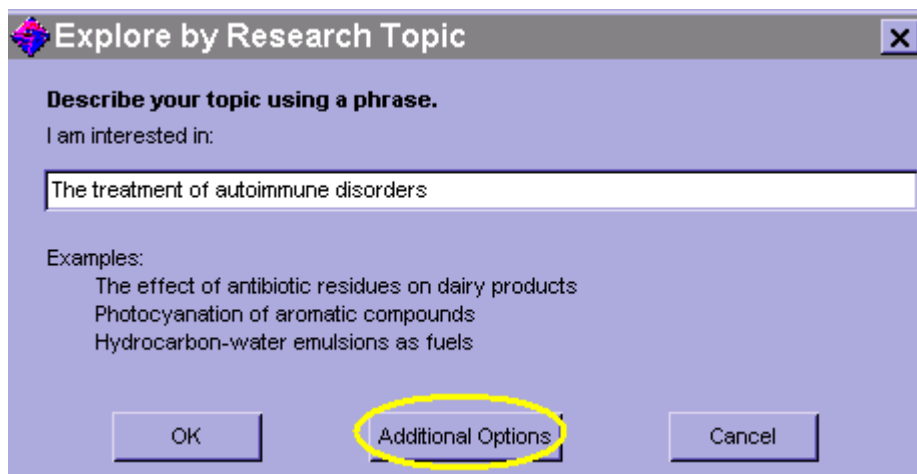 Explore by Research Topic
Describe your topic using a phrase.
I am interested in:
The treatment of autoimmune disorders
Examples:
The effect of antibiotic residues on dairy products
Photocyanation of aromatic compounds
Hydrocarbon-water emulsions as fuels
OK Additional Options Cancel